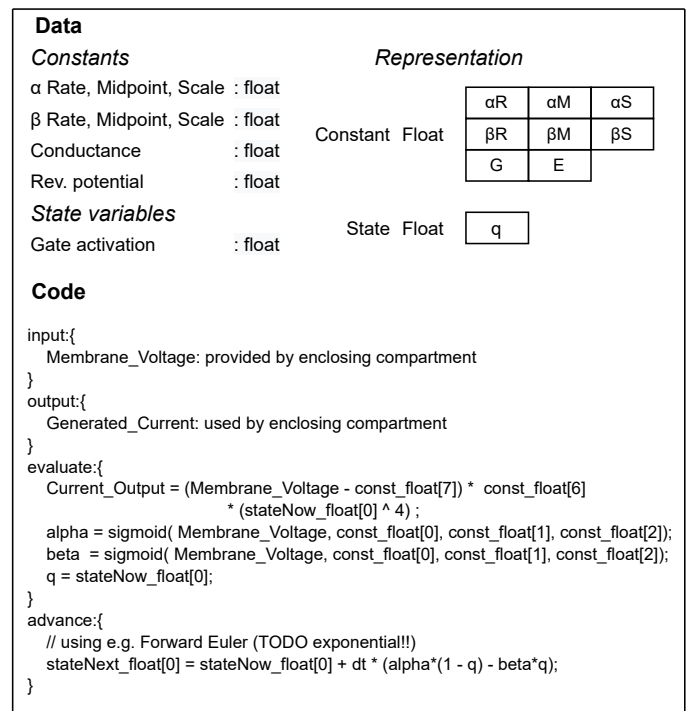 Data
Constants
Representation
α Rate, Midpoint, Scale : float
β Rate, Midpoint, Scale : float
Conductance : float
Rev. potential : float
Constant Float
αR αM αS
βR βM βS
G E
State variables
Gate activation : float
State Float q
Code
input:{
Membrane_Voltage: provided by enclosing compartment
}
output:{
Generated_Current: used by enclosing compartment
}
evaluate:{
Current_Output = (Membrane_Voltage - const_float[7]) * const_float[6]
* (stateNow_float[0] ^ 4) ;
alpha = sigmoid( Membrane_Voltage, const_float[0], const_float[1], const_float[2]);
beta = sigmoid( Membrane_Voltage, const_float[0], const_float[1], const_float[2]);
q = stateNow_float[0];
}
advance:{
// using e.g. Forward Euler (TODO exponential!!)
stateNext_float[0] = stateNow_float[0] + dt * (alpha*(1 - q) - beta*q);
}